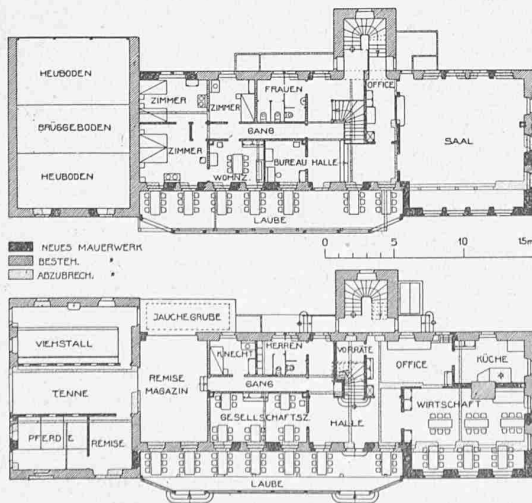 HEUBODEN
BRÜGGEBODEN
HEUBODEN
ZIMMER
ZIMMER
FRAUEN
OFFICE
GANG
ZIMMER
WOHNZ.
BUREAU
HALLE
SAAL
LAUBE
NEUES MAUERWERK
BESTEH. "
ABZUBRECH. "
0 5 10 15m
JAUCHEGRUBE
VIEHSTALL
TENNE
PFERDE
REMISE
REMISE
MAGAZIN
KNECHT
HERREN
VORRÄTE
OFFICE
KÜCHE
GANG
GESELLSCHAFTSZ.
HALLE
WIRTSCHAFT
LAUBE